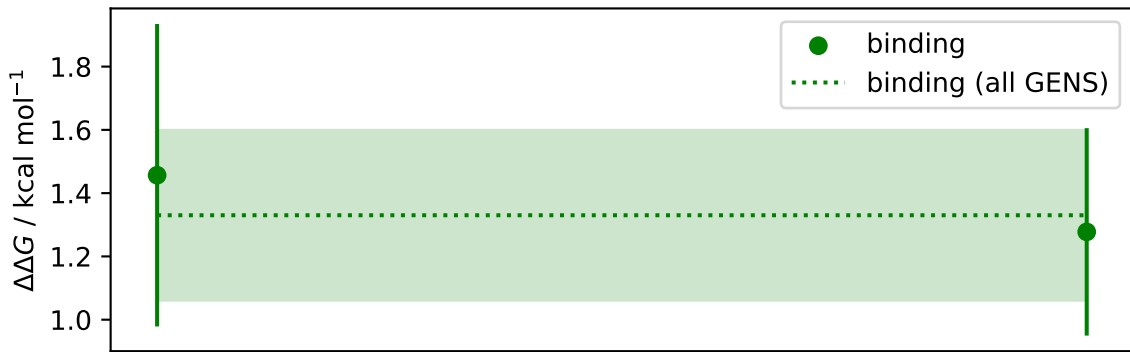 ΔΔG / kcal mol⁻¹
1.8
1.6
1.4
1.2
1.0
binding
binding (all GENS)